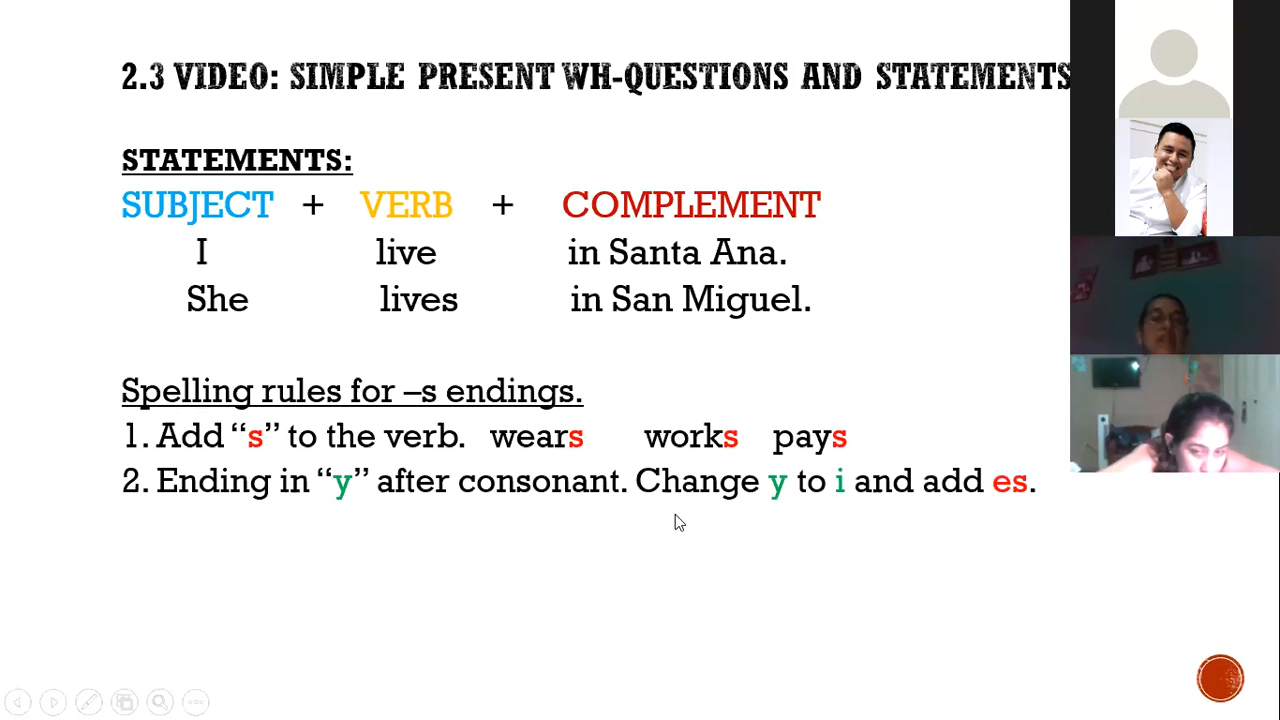 2.3 VIDEO: SIMPLE PRESENT WH-QUESTIONS AND STATEMENTS
STATEMENTS:
SUBJECT + VERB + COMPLEMENT
I live in Santa Ana.
She lives in San Miguel.
Spelling rules for –s endings.
1. Add “s” to the verb. wears works pays
2. Ending in “y” after consonant. Change y to i and add es.